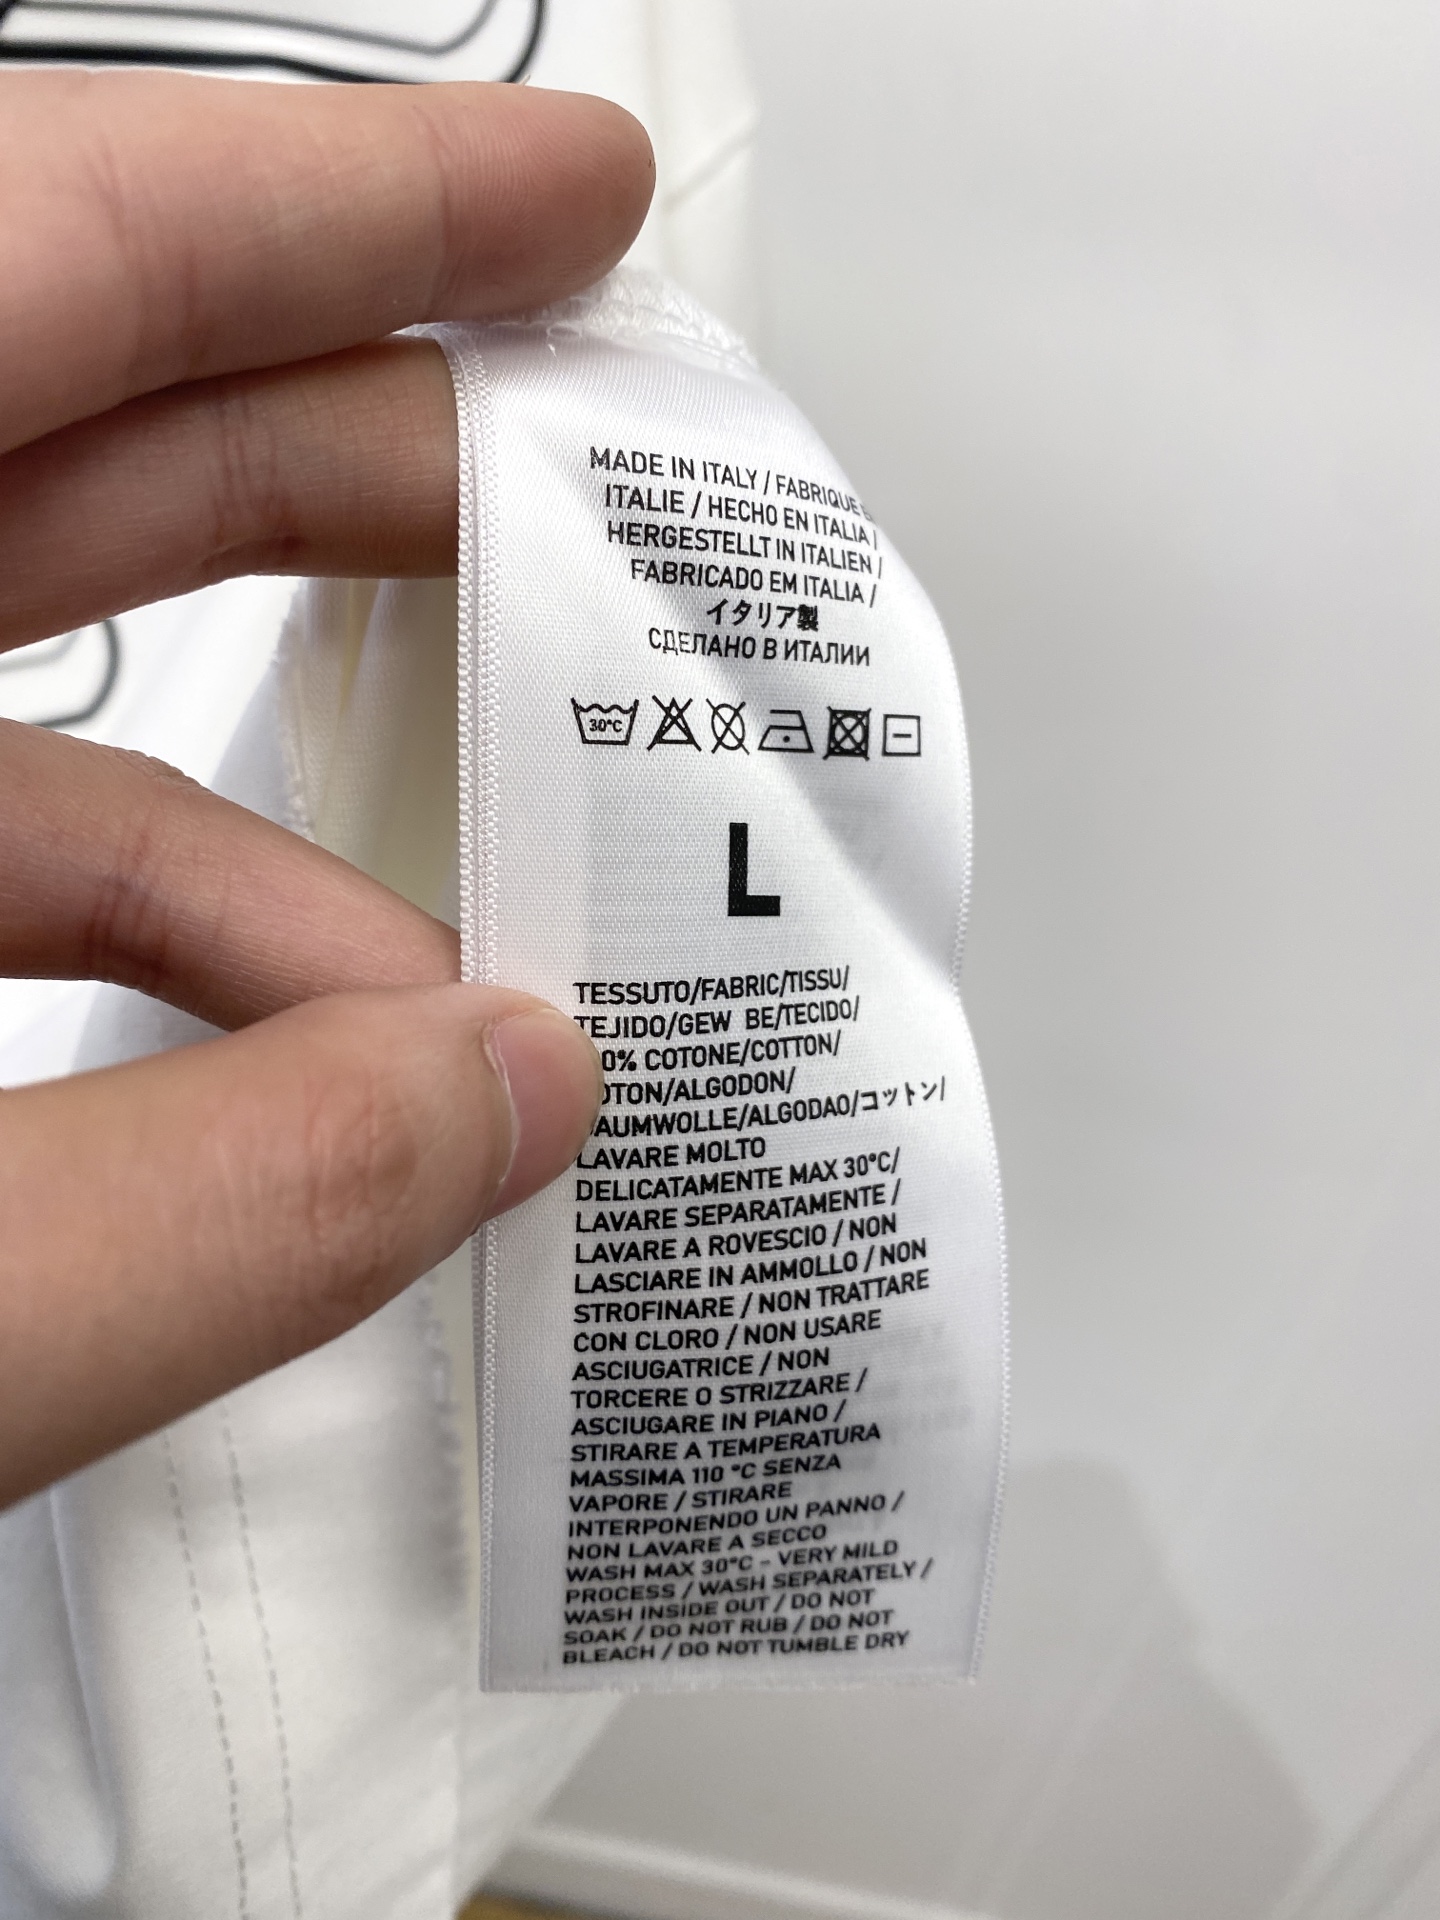 MADE IN ITALY / FABRIQUE
ITALIE / HECHO EN ITALIA /
HERGESTELLT IN ITALIEN /
FABRICADO EM ITALIA /
イタリア製
СДЕЛАНО В ИТАЛИИ
30°C
L
TESSUTO/FABRIC/TISSU/
TEJIDO/GEW BE/TECIDO/
0% COTONE/COTTON/
OTON/ALGODON/
AUMWOLLE/ALGODAO/コットン/
LAVARE MOLTO
DELICATAMENTE MAX 30°C/
LAVARE SEPARATAMENTE /
LAVARE A ROVESCIO / NON
LASCIARE IN AMMOLLO / NON
STROFINARE / NON TRATTARE
CON CLORO / NON USARE
ASCIUGATRICE / NON
TORCERE O STRIZZARE /
ASCIUGARE IN PIANO /
STIRARE A TEMPERATURA
MASSIMA 110 °C SENZA
VAPORE / STIRARE
INTERPONENDO UN PANNO /
NON LAVARE A SECCO
WASH MAX 30°C - VERY MILD
PROCESS / WASH SEPARATELY /
WASH INSIDE OUT / DO NOT
SOAK / DO NOT RUB / DO NOT
BLEACH / DO NOT TUMBLE DRY